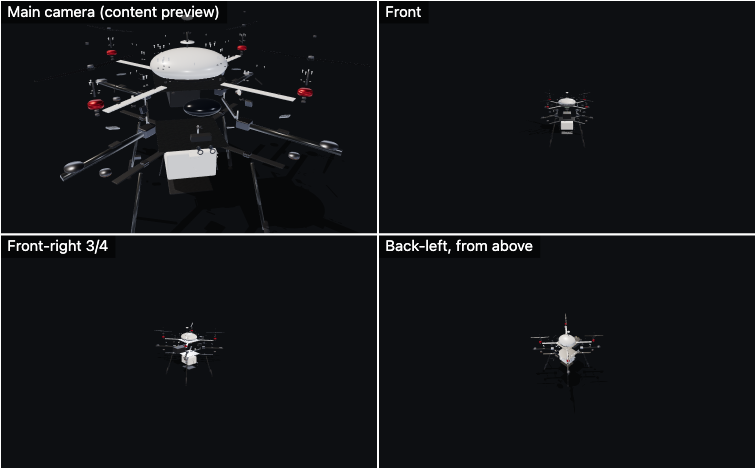 Main camera (content preview)
Front
Front-right 3/4
Back-left, from above